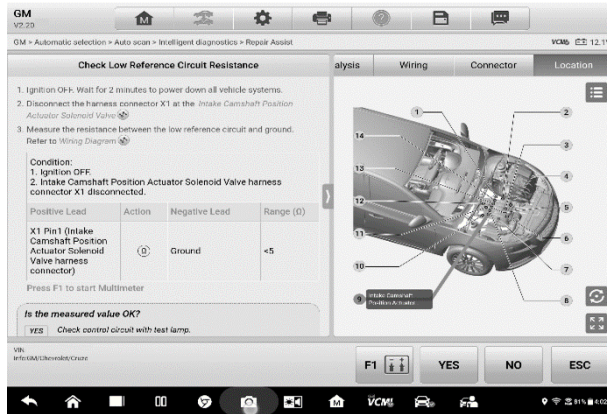 GM
V2.20
GM > Automatic selection > Auto scan > Intelligent diagnostics > Repair Assist
VCMI 12.1V
Check Low Reference Circuit Resistance
alysis Wiring Connector Location
1. Ignition OFF. Wait for 2 minutes to power down all vehicle systems.
2. Disconnect the harness connector X1 at the Intake Camshaft Position
Actuator Solenoid Valve
3. Measure the resistance between the low reference circuit and ground.
Refer to Wiring Diagram
Condition:
1. Ignition OFF.
2. Intake Camshaft Position Actuator Solenoid Valve harness
connector X1 disconnected.
Positive Lead Action Negative Lead Range (Ω)
X1 Pin1 (Intake
Camshaft Position
Actuator Solenoid
Valve harness
connector)
Ω Ground <5
Press F1 to start Multimeter
Is the measured value OK?
YES Check control circuit with test lamp.
1
2
3
4
5
6
7
8
9 Intake Camshaft
Position Actuator
10
11
12
13
14
VIN
Info:GM/Chevrolet/Cruze
F1 YES NO ESC
VCMI 81% 4:02